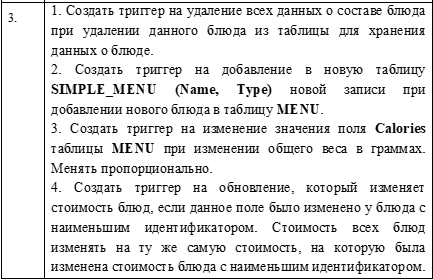 3.
1. Создать триггер на удаление всех данных о составе блюда
при удалении данного блюда из таблицы для хранения
данных о блюде.
2. Создать триггер на добавление в новую таблицу
SIMPLE_MENU (Name, Type) новой записи при
добавлении нового блюда в таблицу MENU.
3. Создать триггер на изменение значения поля Calories
таблицы MENU при изменении общего веса в граммах.
Менять пропорционально.
4. Создать триггер на обновление, который изменяет
стоимость блюд, если данное поле было изменено у блюда с
наименьшим идентификатором. Стоимость всех блюд
изменять на ту же самую стоимость, на которую была
изменена стоимость блюда с наименьшим идентификатором.